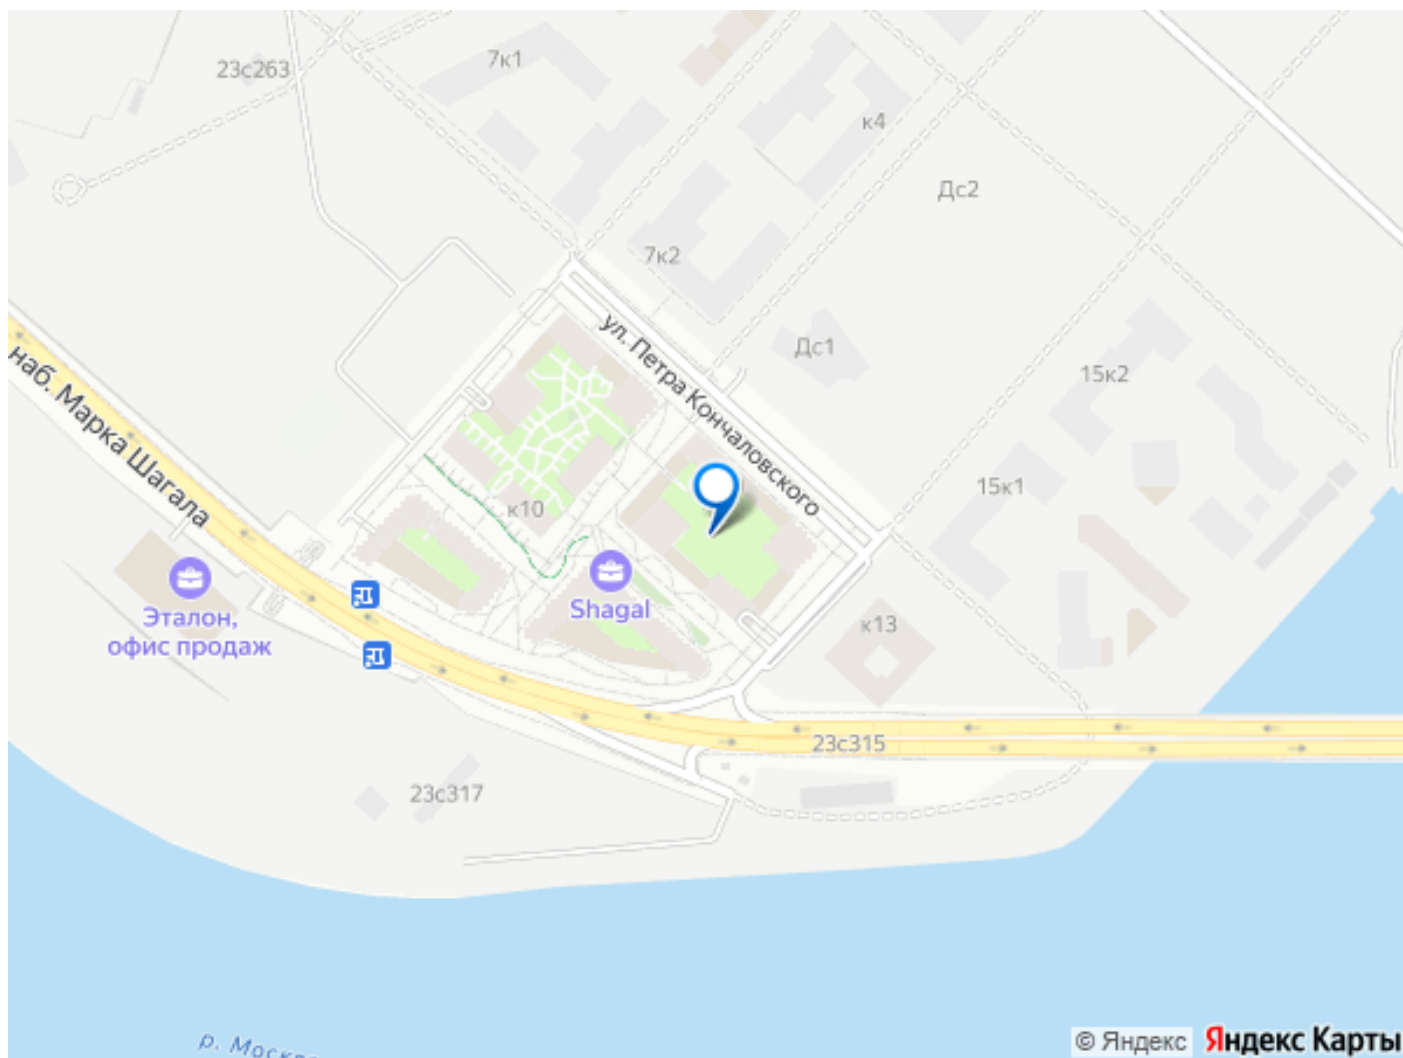 7к1
23с263
к4
Дс2
7к2
ул. Петра Кончаловского
Дс1
15к2
наб. Марка Шагала
15к1
к10
Shagal
Эталон,
офис продаж
к13
23с315
23с317
р. Москв
© Яндекс
Яндекс Карты